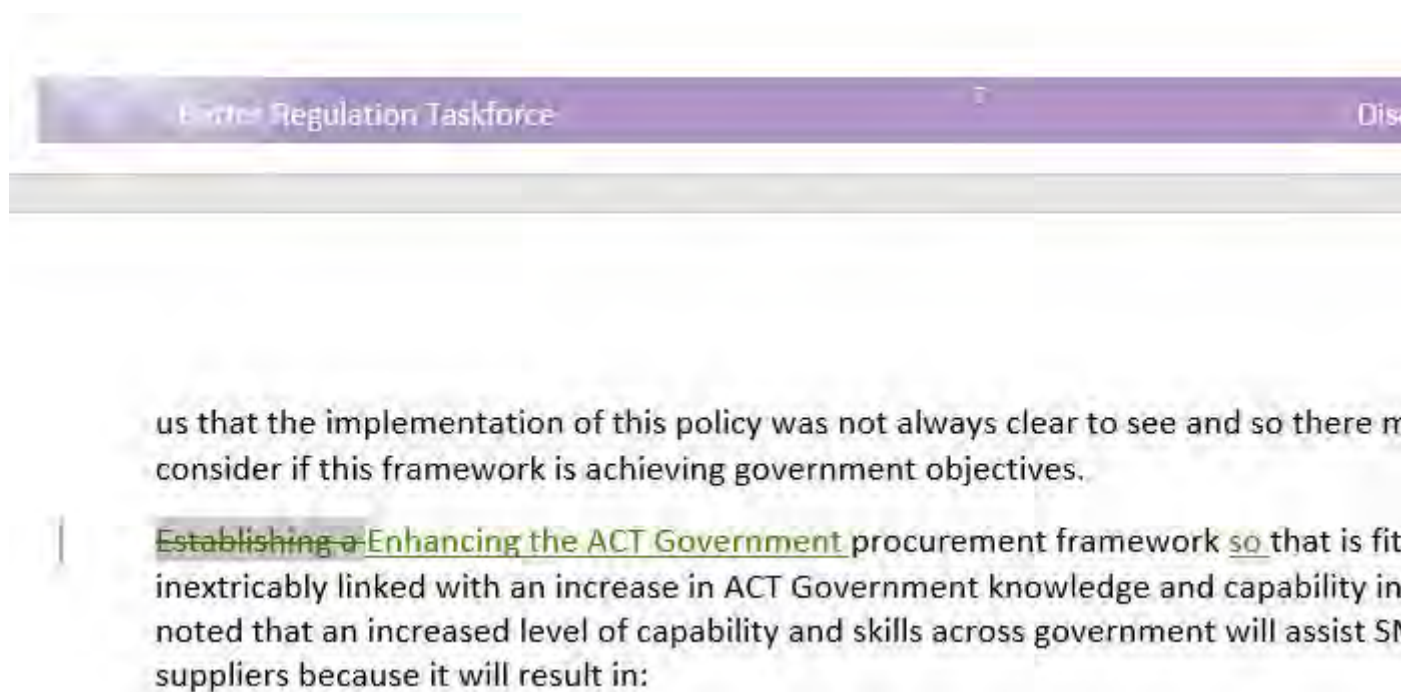 Better Regulation Taskforce
7
us that the implementation of this policy was not always clear to see and so there
consider if this framework is achieving government objectives.
Establishing a Enhancing the ACT Government procurement framework so that is fit
inextricably linked with an increase in ACT Government knowledge and capability in
noted that an increased level of capability and skills across government will assist
suppliers because it will result in: